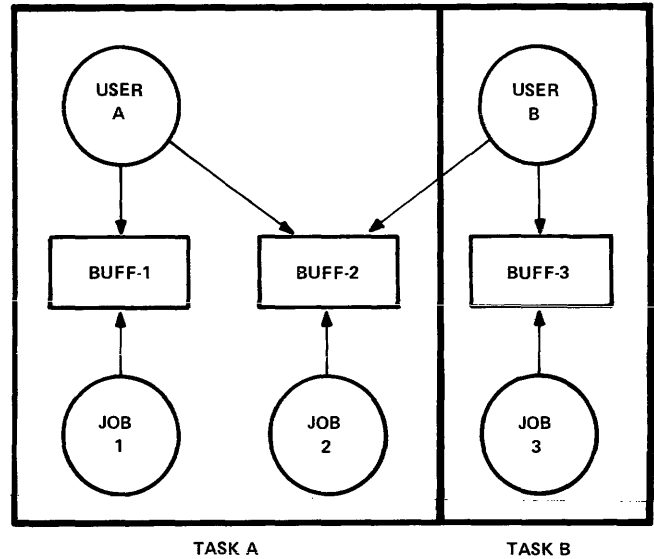 USER
A
USER
B
BUFF-1
BUFF-2
BUFF-3
JOB
1
JOB
2
JOB
3
TASK A
TASK B